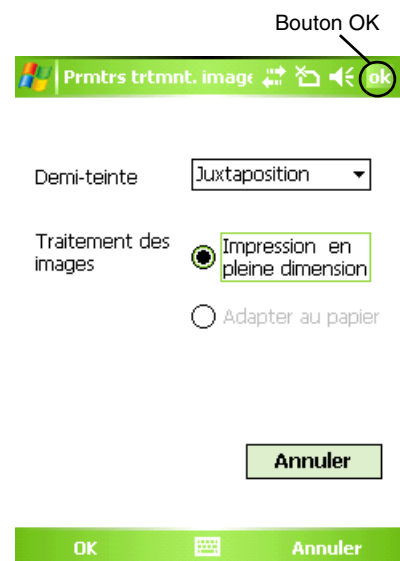 Bouton OK
Prmtrs trtmnt. image
ok
Demi-teinte
Juxtaposition
Traitement des
images
Impression en
pleine dimension
Adapter au papier
Annuler
OK
Annuler